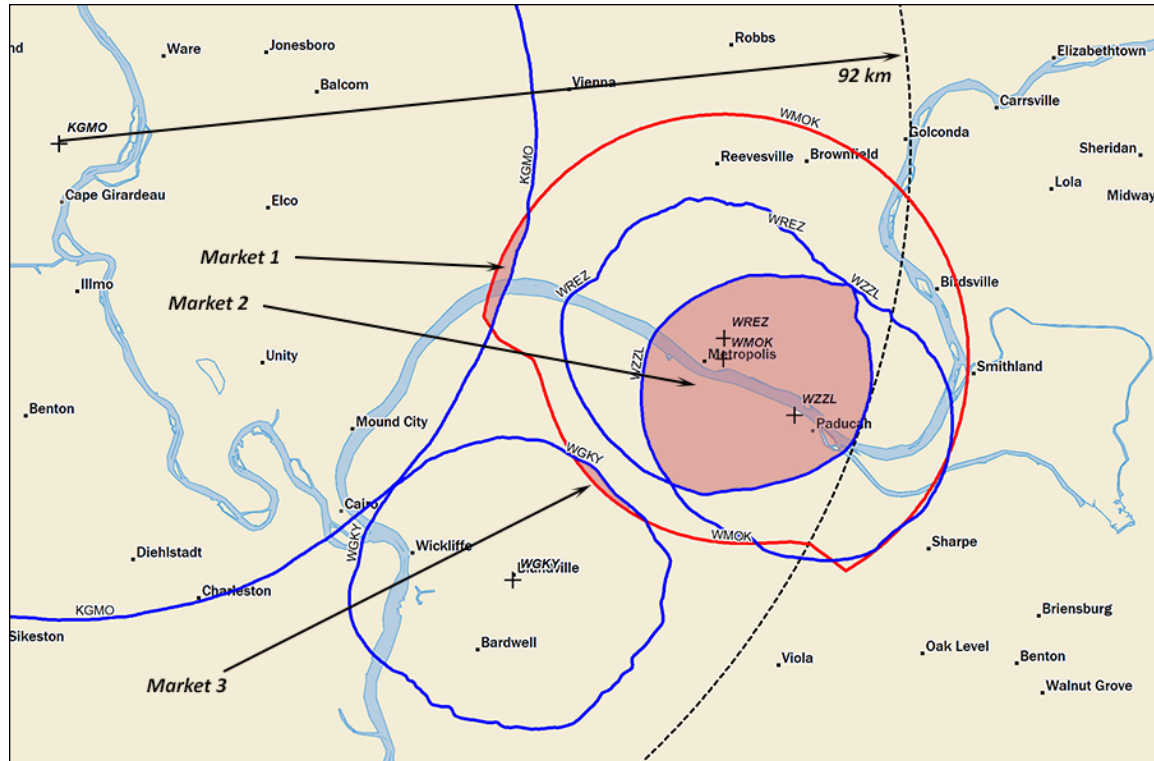 Robbs
Ware
Jonesboro
nd
Elizabethtown
92 km
Balcom
Vienna
Carrsville
WMOK
KGMO
Golconda
KGMO
Reevesville
Brownfield
Sheridan
Cape Girardeau
Elco
Lola
Midway
WREZ
Market 1
Illmo
WREZ
WZZL
Birdsville
Market 2
WREZ
WMOK
Metropolis
Unity
WZZL
Smithland
Benton
WZZL
Mound City
Paducah
WGKY
Cairo
WMOK
WGKY
Diehlstadt
Wickliffe
Sharpe
WGKY
Charleston
KGMO
Briensburg
Sikeston
Bardwell
Oak Level
Viola
Benton
Market 3
Walnut Grove